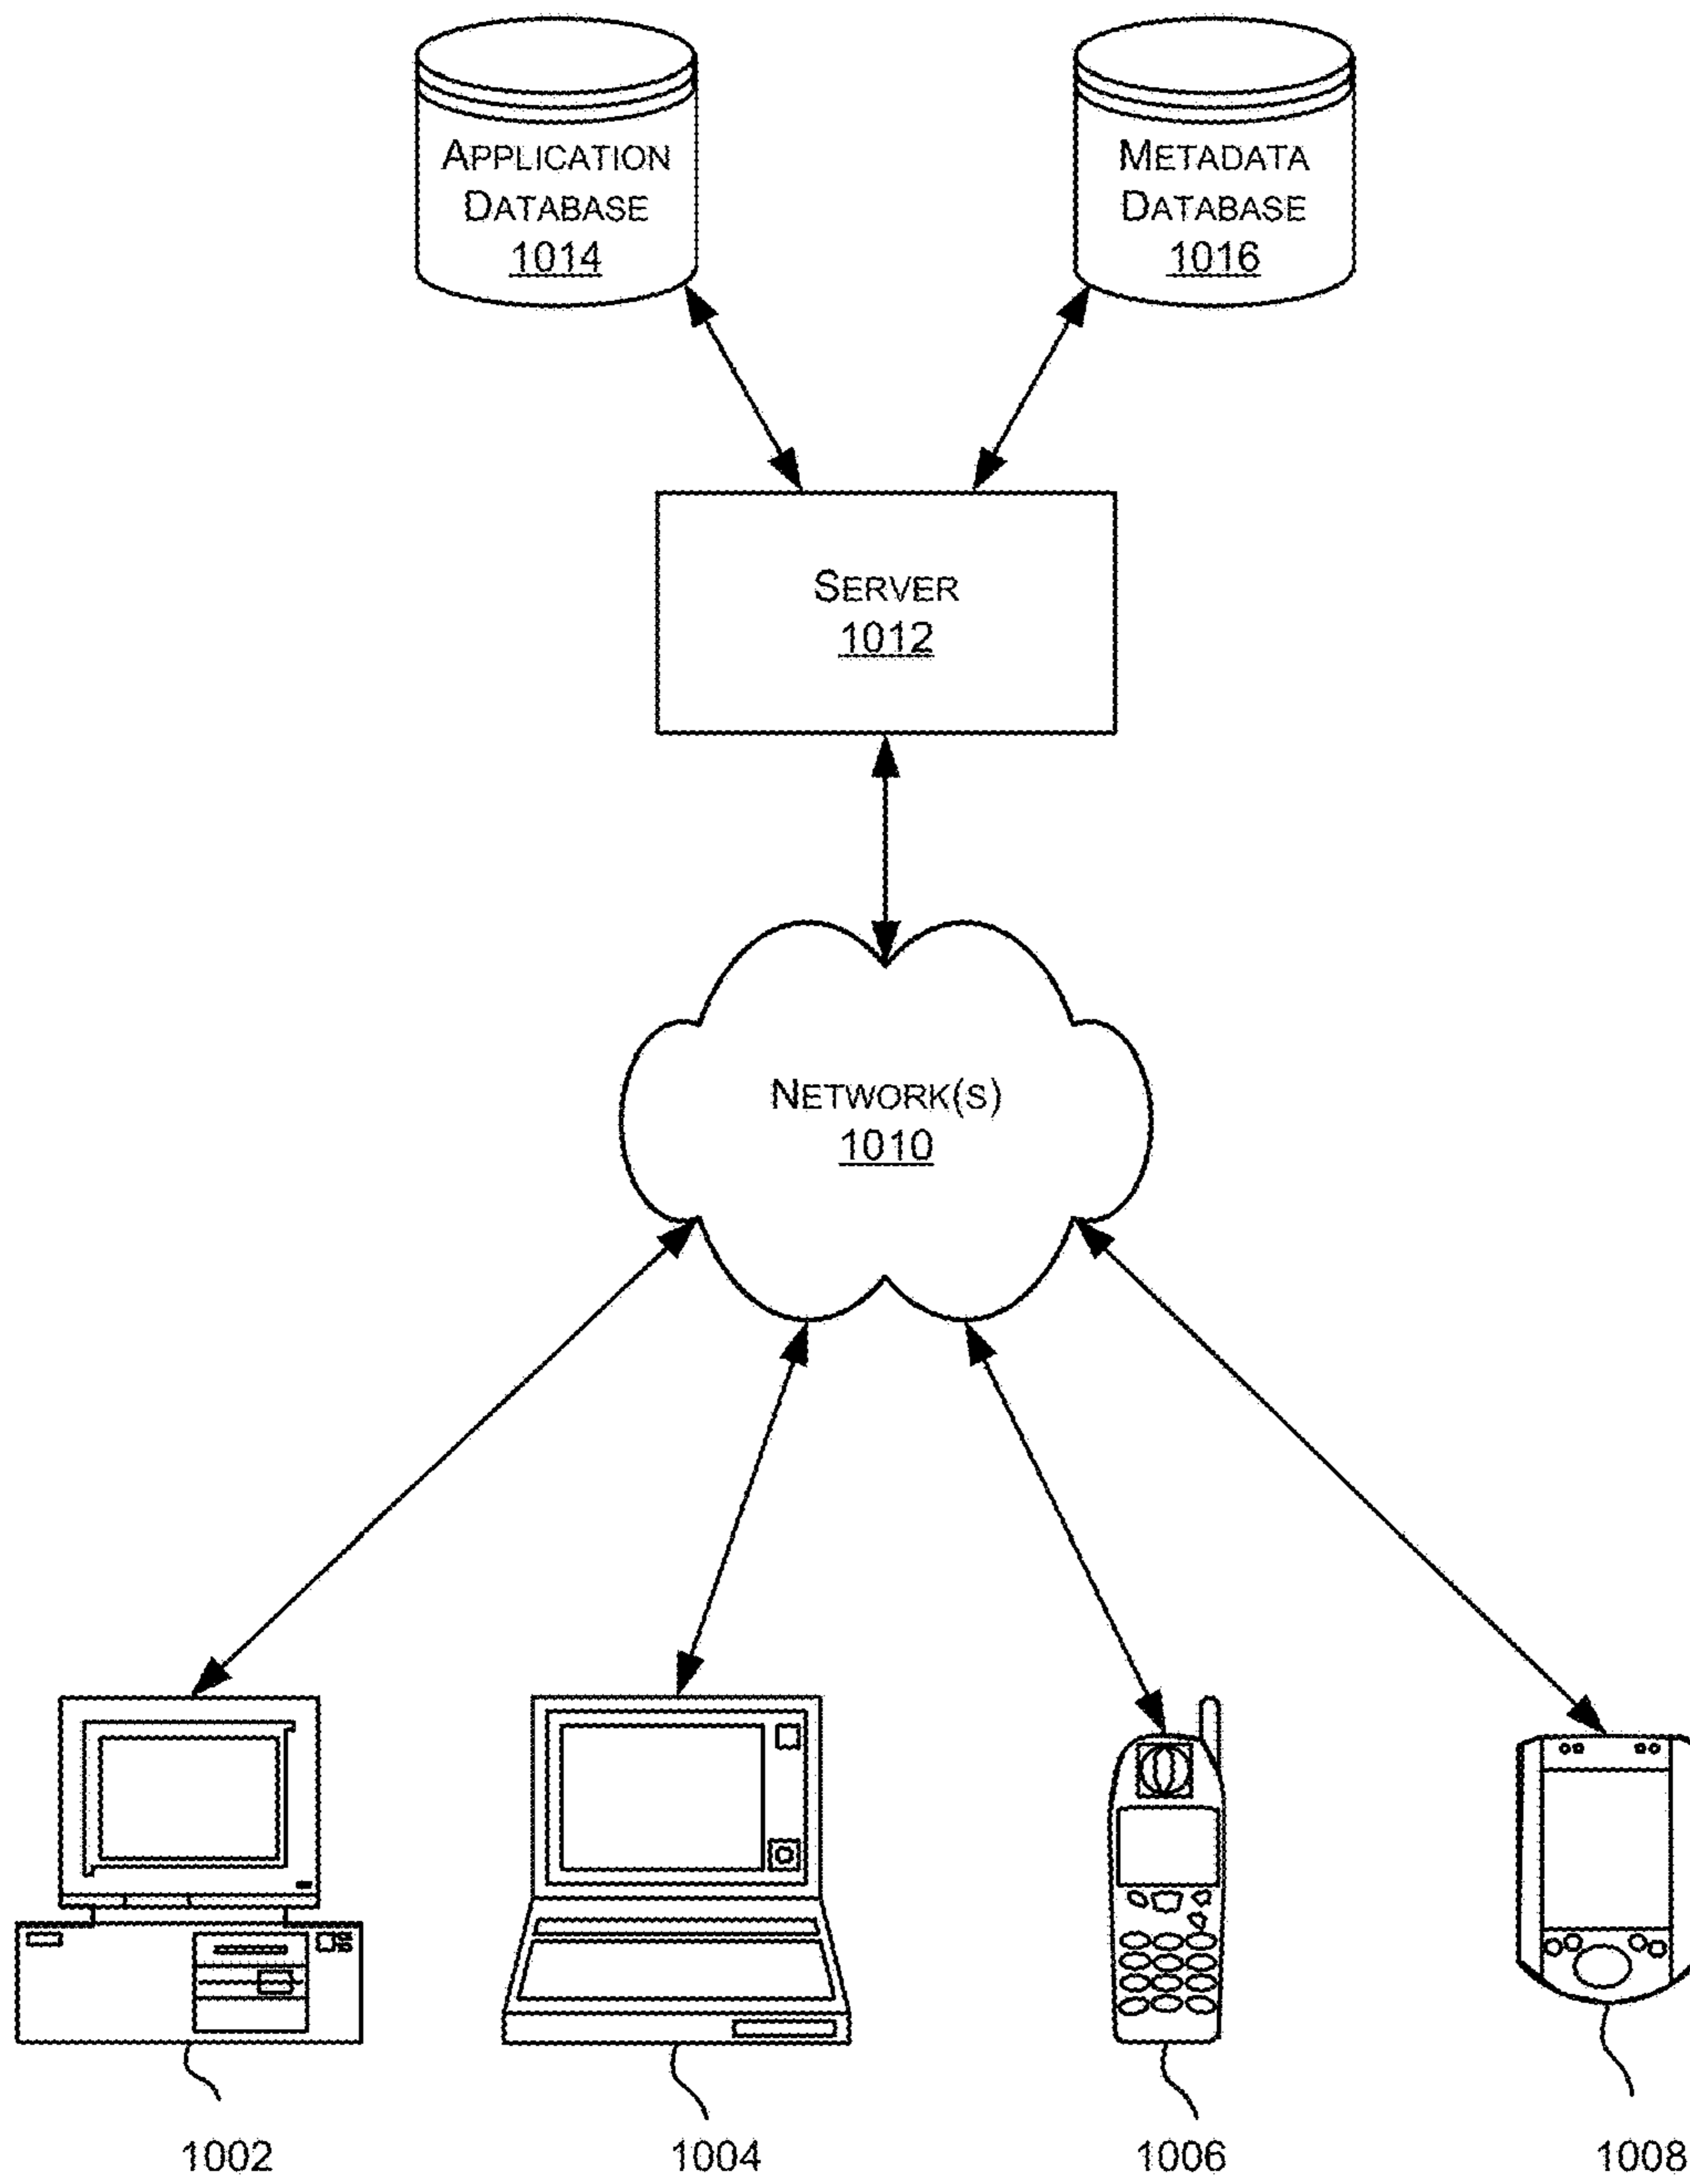 APPLICATION
DATABASE
1014
METADATA
DATABASE
1016
SERVER
1012
NETWORK(S)
1010
1002
1004
1006
1008